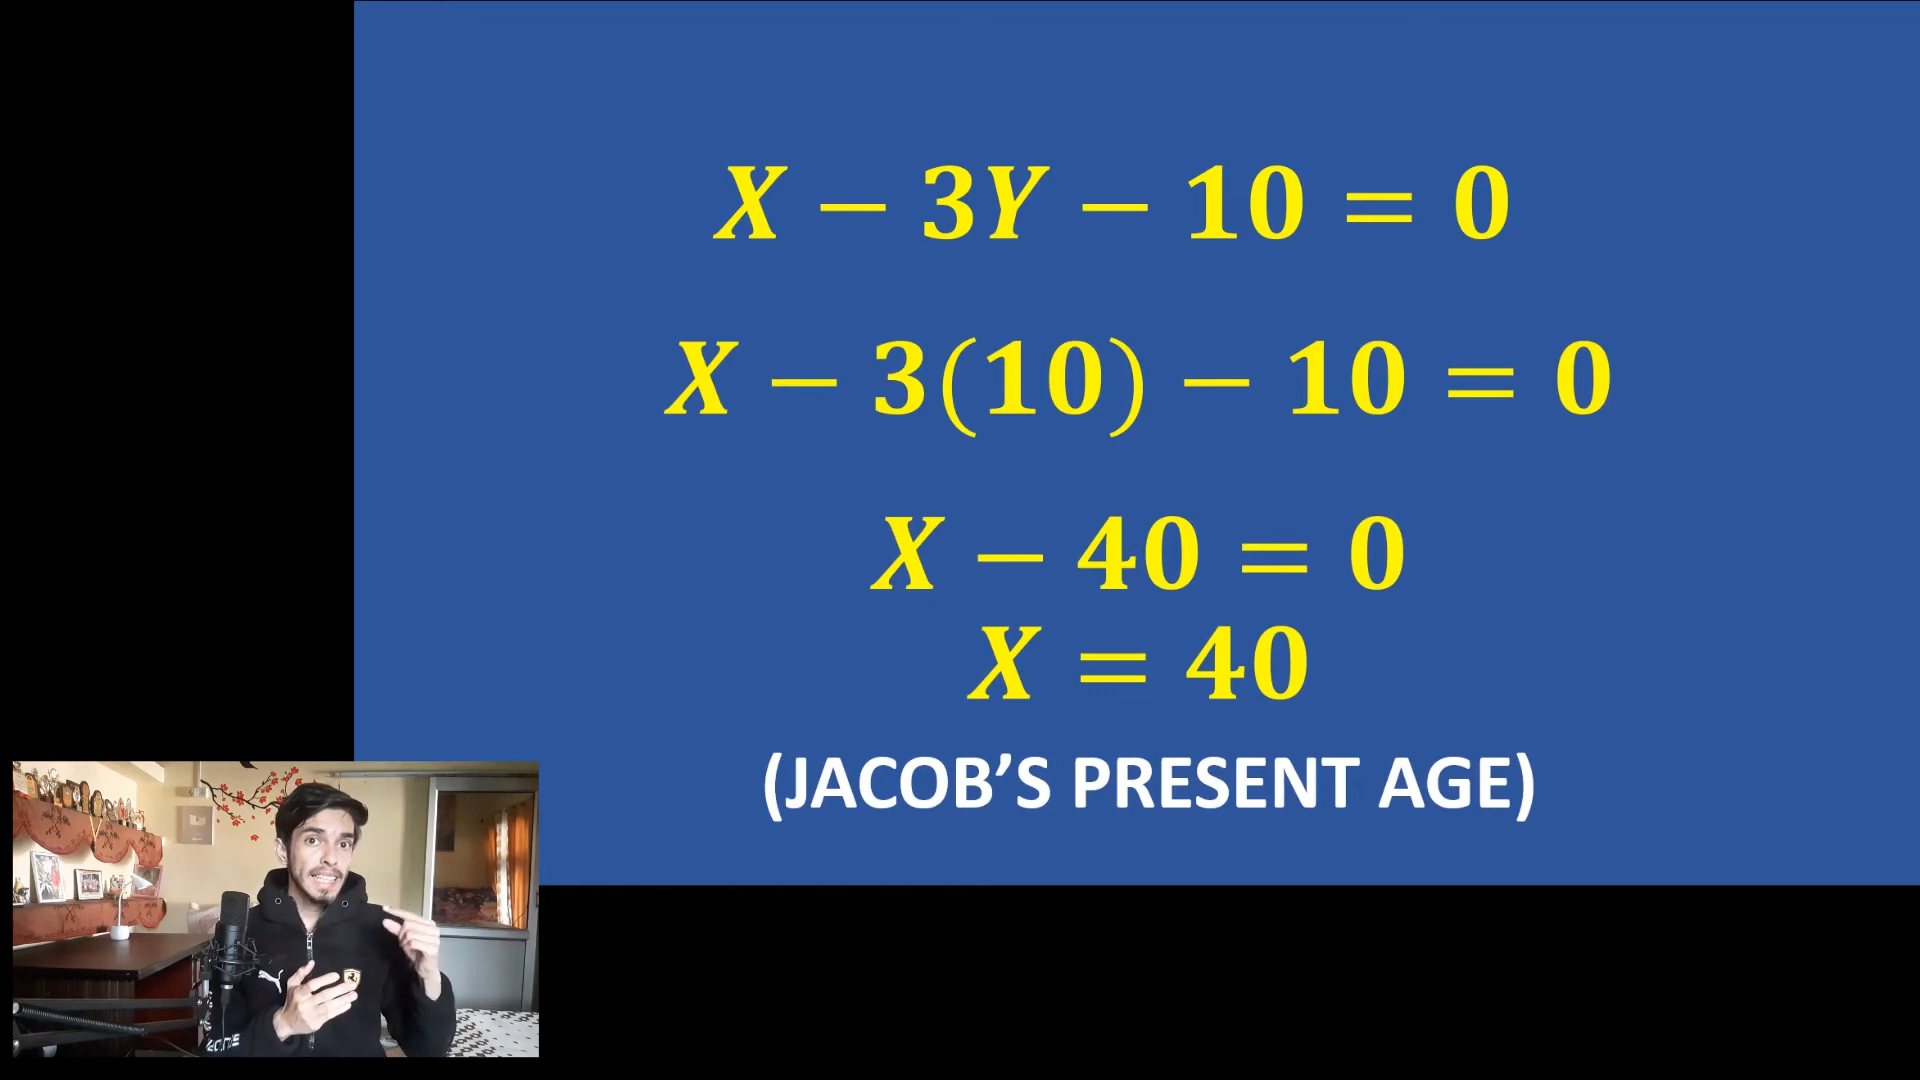 X − 3Y − 10 = 0
X − 3(10) − 10 = 0
X − 40 = 0
X = 40
(JACOB’S PRESENT AGE)